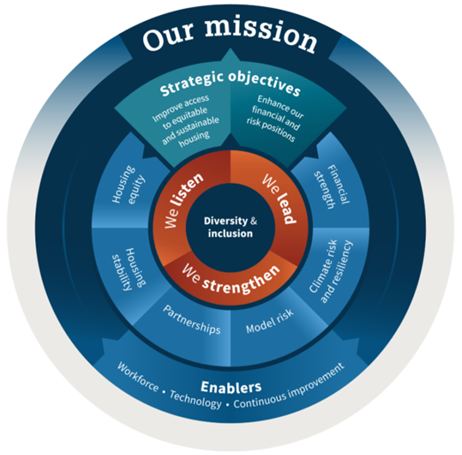 Our mission
Strategic objectives
Improve access
to equitable
and sustainable
housing
Enhance our
financial and
risk positions
Housing
equity
Financial
strength
We listen
We lead
Diversity &
inclusion
We strengthen
Housing
stability
Climate risk
and resiliency
Partnerships
Model risk
Enablers
Workforce • Technology • Continuous improvement